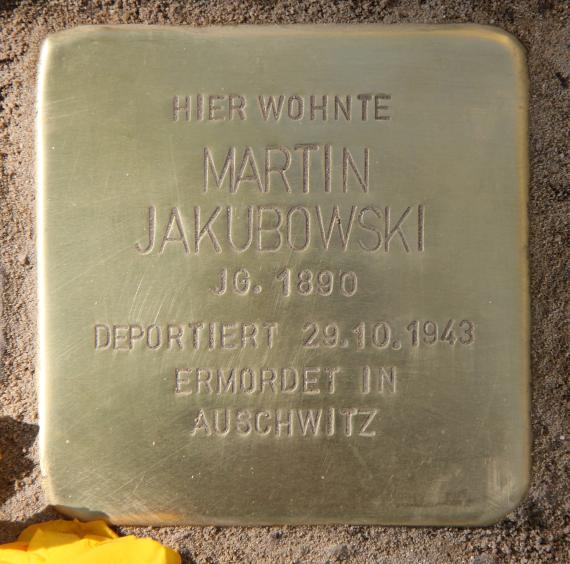 HIER WOHNTE
MARTIN
JAKUBOWSKI
JG. 1890
DEPORTIERT 29.10.1943
ERMORDET IN
AUSCHWITZ